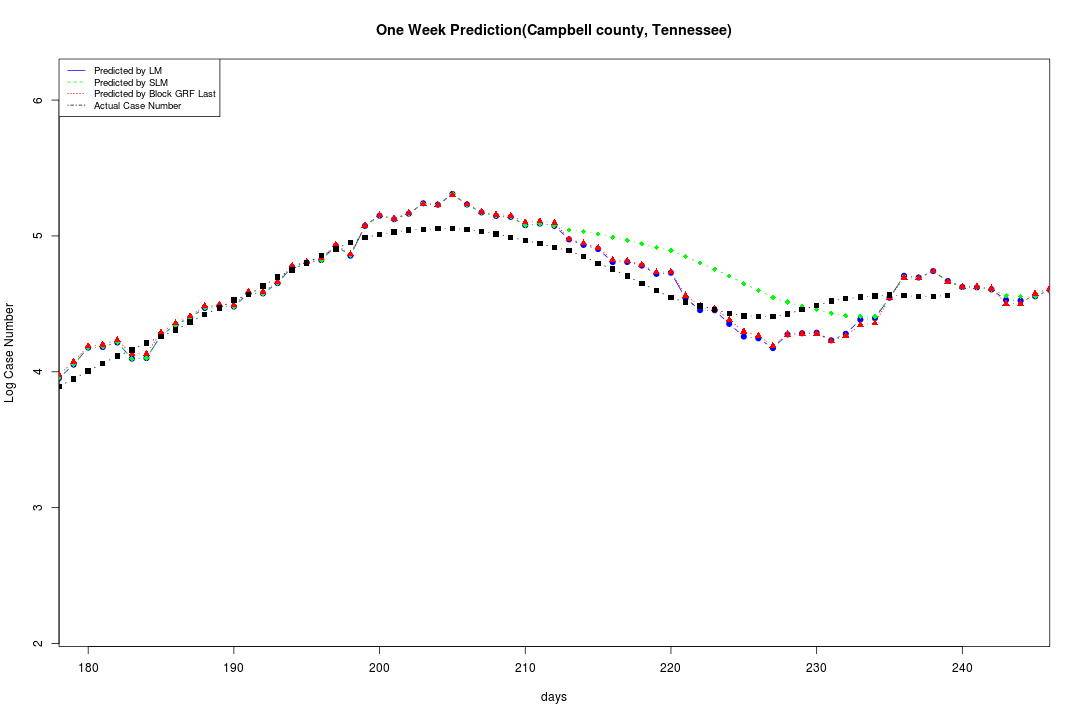 One Week Prediction(Campbell county, Tennessee)
Predicted by LM
Predicted by SLM
Predicted by Block GRF Last
Actual Case Number
Log Case Number
6
5
4
3
2
180 190 200 210 220 230 240
days